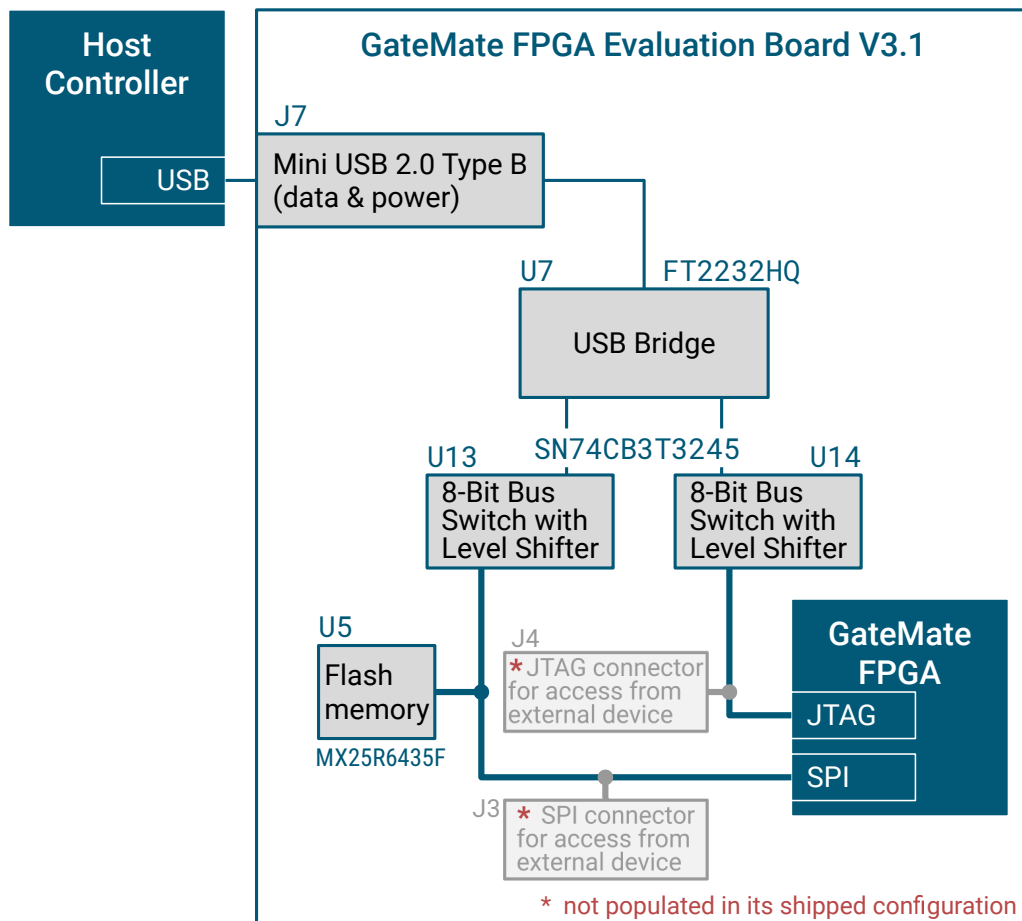 Host
Controller
USB
GateMate FPGA Evaluation Board V3.1
J7
Mini USB 2.0 Type B
(data & power)
U7
FT2232HQ
USB Bridge
SN74CB3T3245
U13
8-Bit Bus
Switch with
Level Shifter
U14
8-Bit Bus
Switch with
Level Shifter
U5
Flash
memory
MX25R6435F
J4
* JTAG connector
for access from
external device
GateMate
FPGA
JTAG
SPI
J3
* SPI connector
for access from
external device
* not populated in its shipped configuration